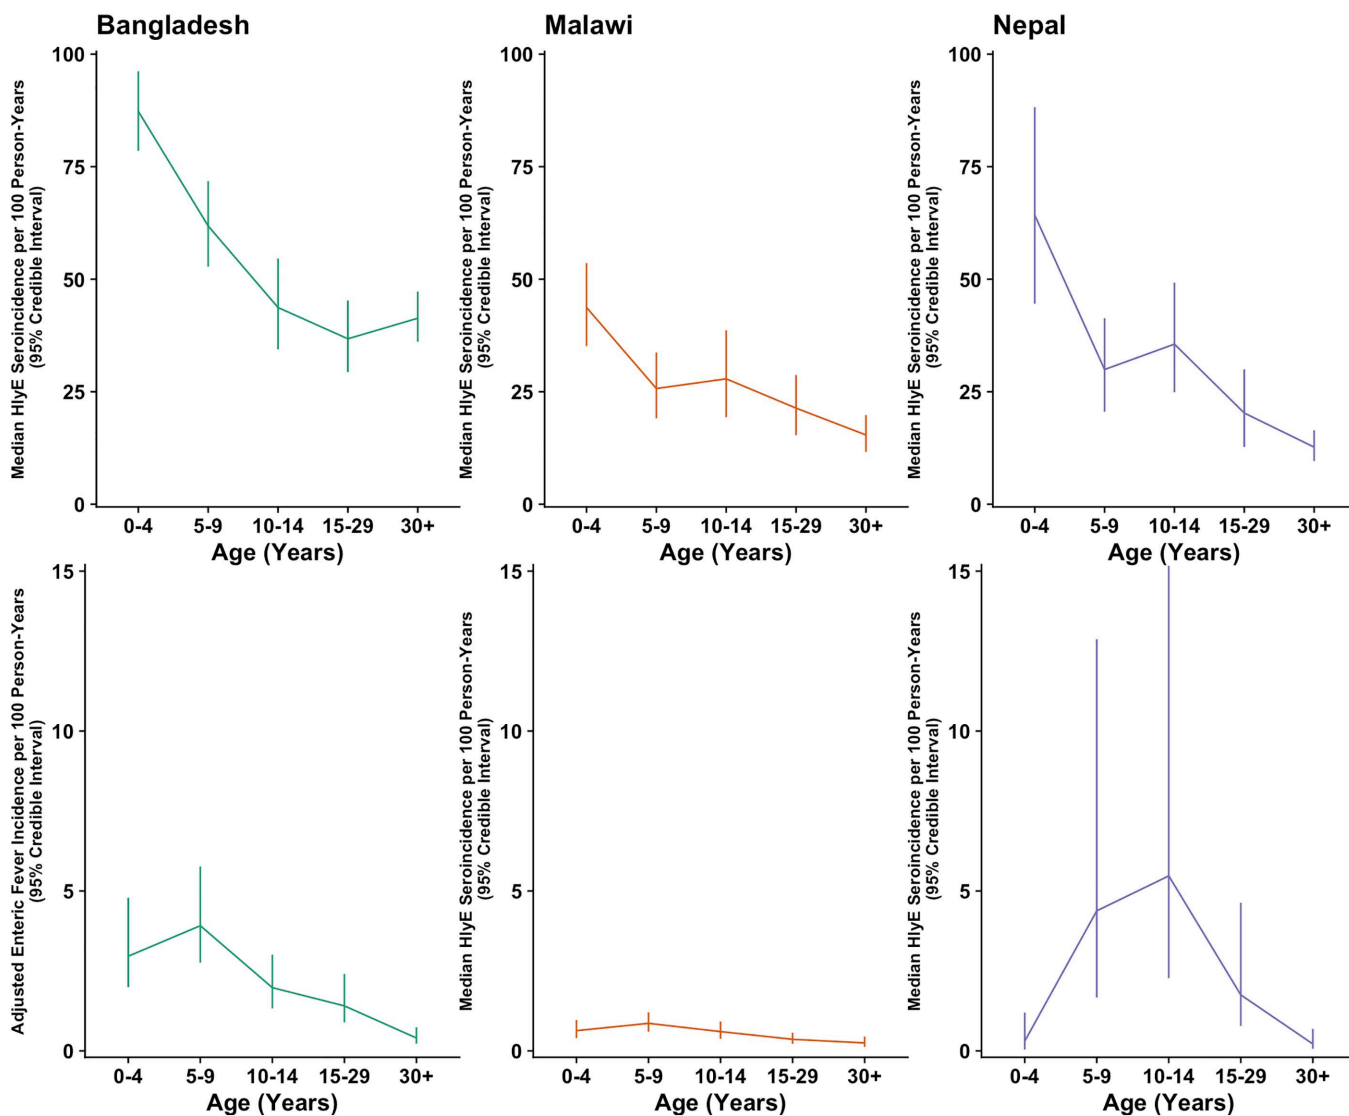 Bangladesh
Median HlyE Seroincidence per 100 Person-Years
(95% Credible Interval)
100
75
50
25
0
0-4 5-9 10-14 15-29 30+
Age (Years)
Malawi
Median HlyE Seroincidence per 100 Person-Years
(95% Credible Interval)
100
75
50
25
0
0-4 5-9 10-14 15-29 30+
Age (Years)
Nepal
Median HlyE Seroincidence per 100 Person-Years
(95% Credible Interval)
100
75
50
25
0
0-4 5-9 10-14 15-29 30+
Age (Years)
Adjusted Enteric Fever Incidence per 100 Person-Years
(95% Credible Interval)
15
10
5
0
0-4 5-9 10-14 15-29 30+
Age (Years)
Median HlyE Seroincidence per 100 Person-Years
(95% Credible Interval)
15
10
5
0
0-4 5-9 10-14 15-29 30+
Age (Years)
Median HlyE Seroincidence per 100 Person-Years
(95% Credible Interval)
15
10
5
0
0-4 5-9 10-14 15-29 30+
Age (Years)